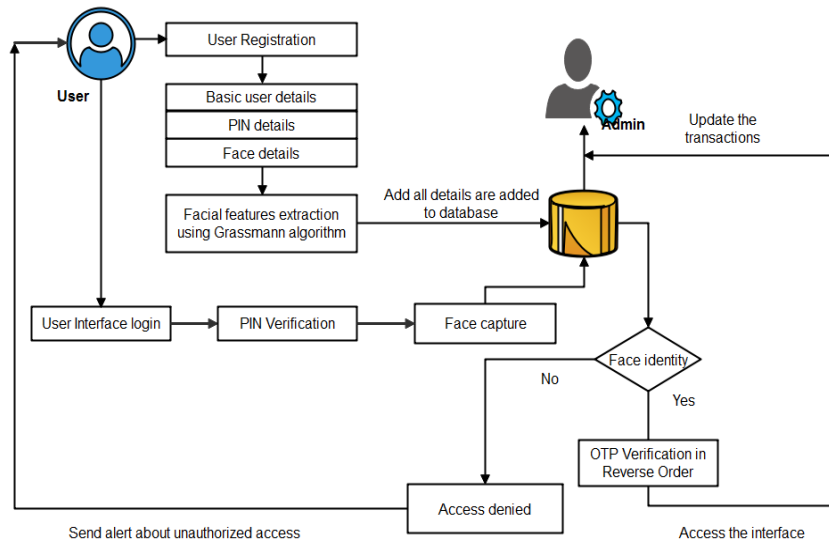 User Registration
User
Basic user details
PIN details
Face details
Admin
Update the
transactions
Facial features extraction
using Grassmann algorithm
Add all details are added
to database
User Interface login
PIN Verification
Face capture
Face identity
No
Yes
OTP Verification in
Reverse Order
Access denied
Send alert about unauthorized access
Access the interface